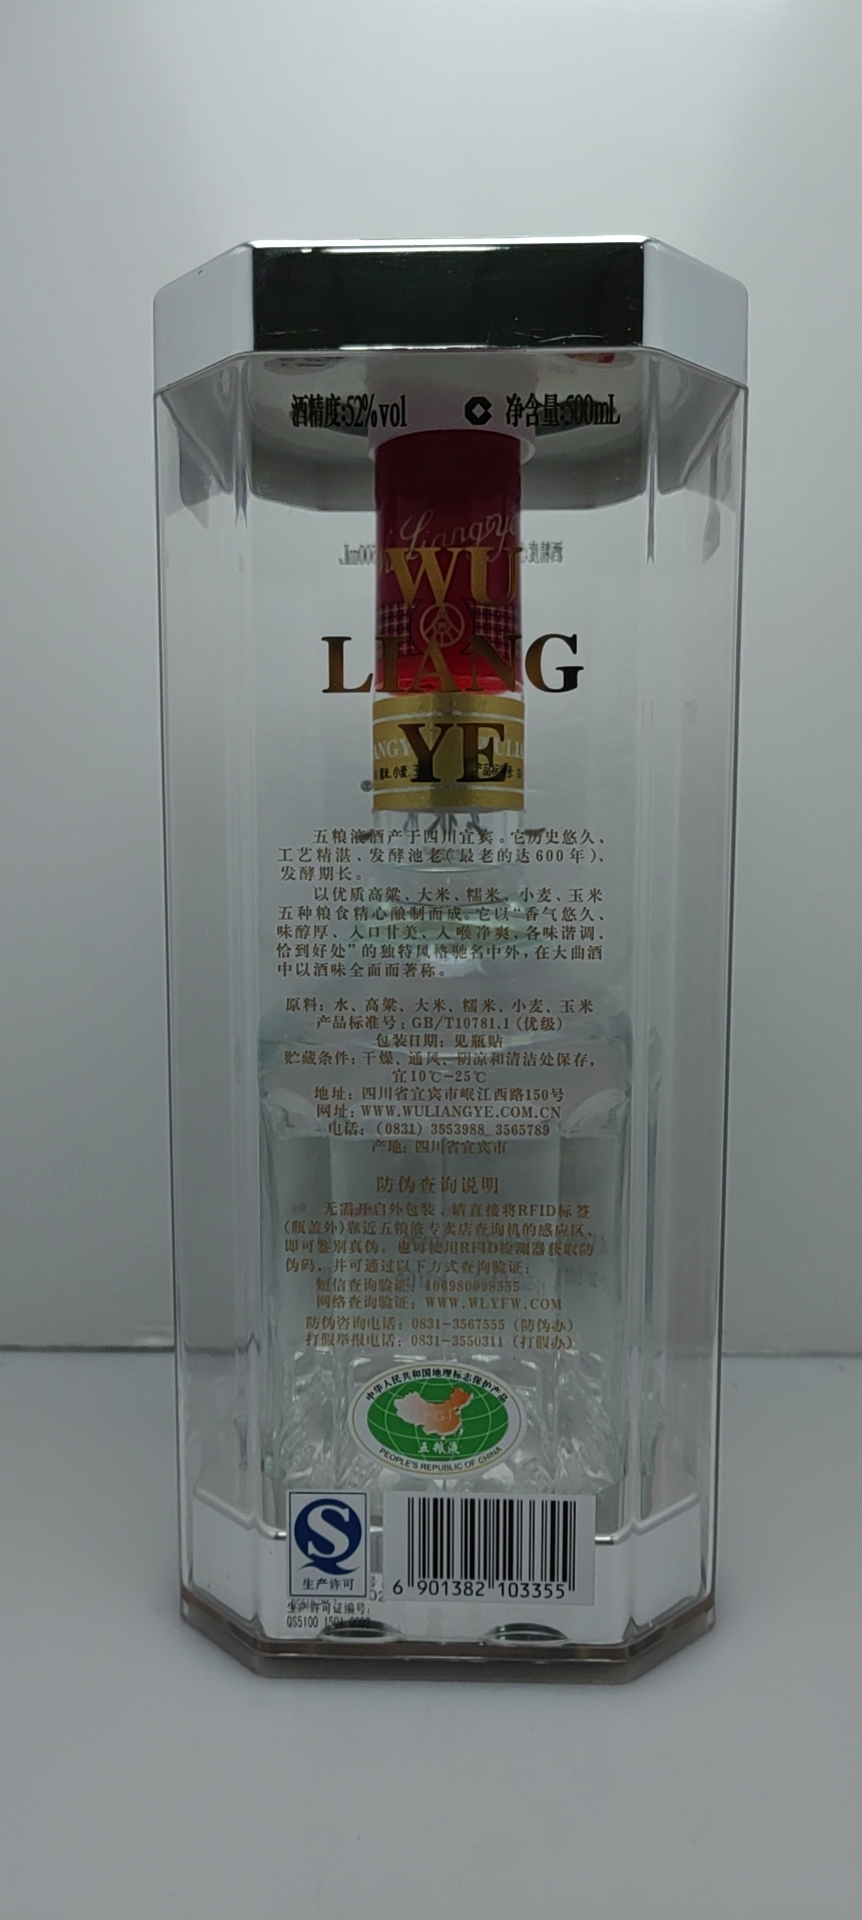 酒精度:52%vol 净含量:500mL
Liangye
WU
LIANG
YE
五粮液酒产于四川宜宾。它历史悠久、
工艺精湛、发酵池老(最老的达600年)、
发酵期长。
以优质高粱、大米、糯米、小麦、玉米
五种粮食精心酿制而成。它以“香气悠久、
味醇厚、入口甘美、入喉净爽、各味谐调、
恰到好处”的独特风格驰名中外,在大曲酒
中以酒味全面而著称。
原料: 水、高粱、大米、糯米、小麦、玉米
产品标准号: GB/T10781.1(优级)
包装日期: 见瓶贴
贮藏条件: 干燥、通风、阴凉和清洁处保存,
宜10℃-25℃
地址: 四川省宜宾市岷江西路150号
网址: WWW.WULIANGYE.COM.CN
电话: (0831) 3553988 3565789
产地: 四川省宜宾市
防伪查询说明
无需开启外包装，请直接将RFID标签
(瓶盖外)靠近五粮液专卖店查询机的感应区,
即可鉴别真伪，也可使用RFID检测器获取防
伪码，并可通过以下方式查询验证:
短信查询验证: 106980098555
网络查询验证: WWW.WLYFW.COM
防伪咨询电话: 0831-3567555 (防伪办)
打假举报电话: 0831-3550311 (打假办)
中华人民共和国地理标志保护产品
PGI
五粮液
PEOPLE'S REPUBLIC OF CHINA
生产许可
6 901382 103355
生产许可证编号:
QS5100 1501